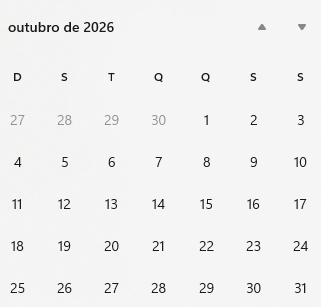 outubro de 2026
D S T Q Q S S
27 28 29 30 1 2 3
4 5 6 7 8 9 10
11 12 13 14 15 16 17
18 19 20 21 22 23 24
25 26 27 28 29 30 31